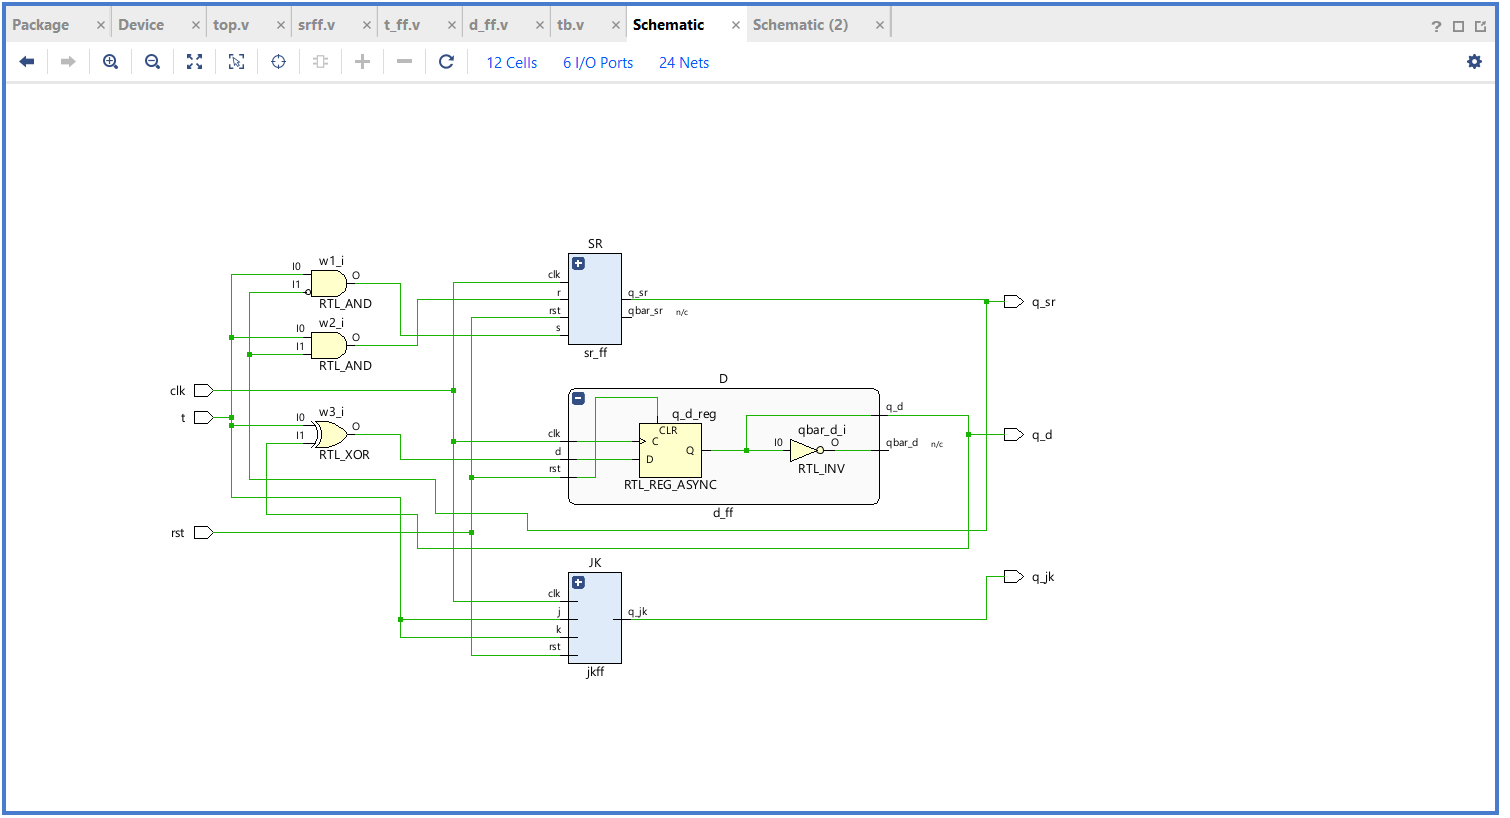 Package Device top.v srff.v t_ff.v d_ff.v tb.v Schematic Schematic (2)
12 Cells 6 I/O Ports 24 Nets
SR
w1_i
I0
O
I1
RTL_AND
clk
r
q_sr
rst
qbar_sr n/c
s
sr_ff
q_sr
w2_i
I0
O
I1
RTL_AND
clk
t
w3_i
I0
O
I1
RTL_XOR
rst
D
q_d
q_d_reg
CLR
clk
C
Q
d
D
rst
RTL_REG_ASYNC
qbar_d_i
I0
O
RTL_INV
qbar_d n/c
d_ff
q_d
JK
clk
j
q_jk
k
rst
jkff
q_jk